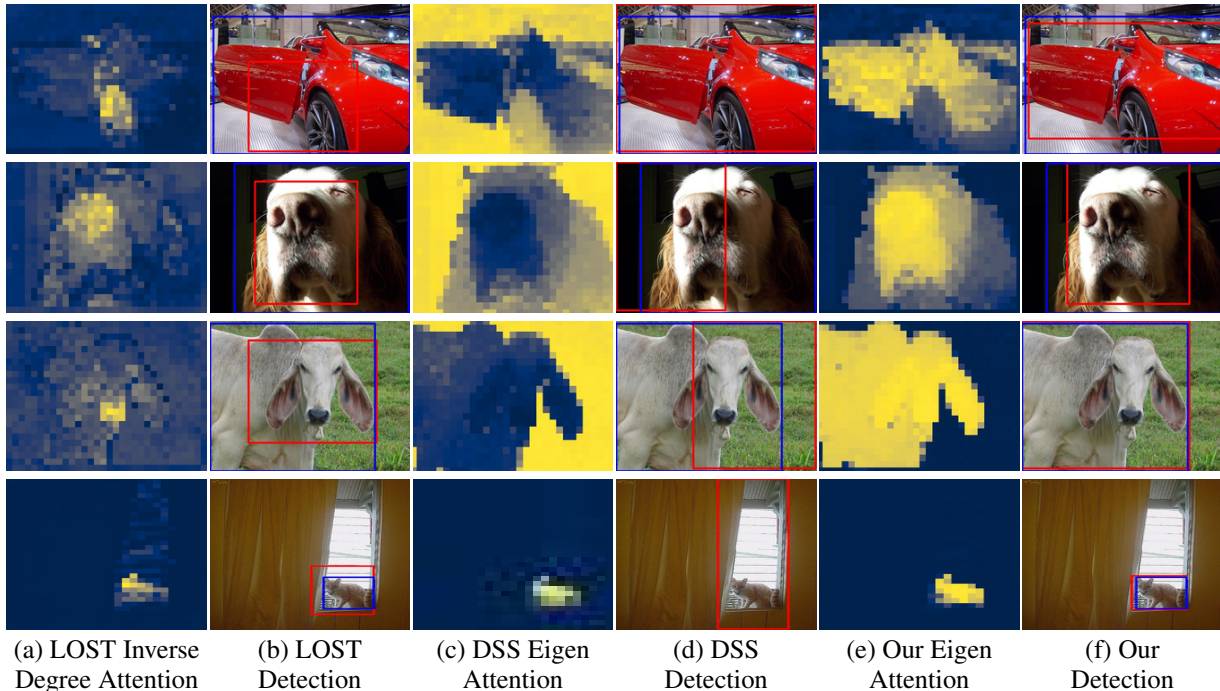 (a) LOST Inverse
Degree Attention
(b) LOST
Detection
(c) DSS Eigen
Attention
(d) DSS
Detection
(e) Our Eigen
Attention
(f) Our
Detection